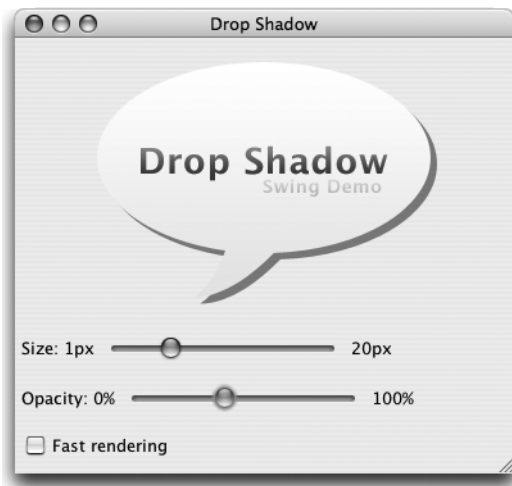 Drop Shadow
Drop Shadow
Swing Demo
Size: 1px 20px
Opacity: 0% 100%
Fast rendering